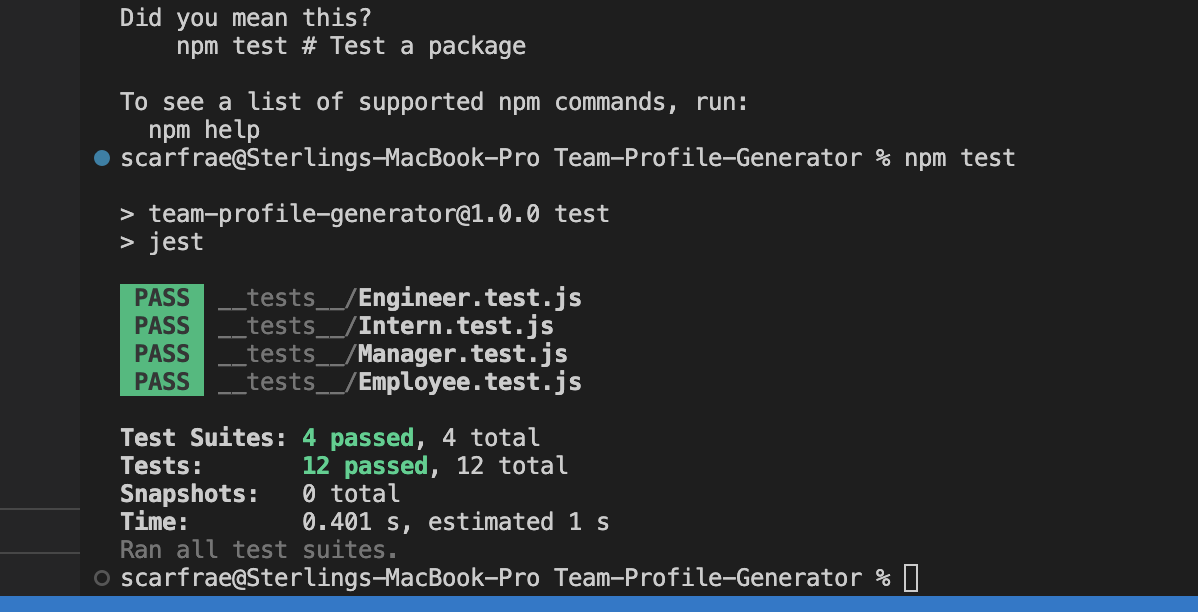 Did you mean this?
    npm test # Test a package
To see a list of supported npm commands, run:
  npm help
scarfrae@Sterlings-MacBook-Pro Team-Profile-Generator % npm test
> team-profile-generator@1.0.0 test
> jest
PASS __tests__/Engineer.test.js
PASS __tests__/Intern.test.js
PASS __tests__/Manager.test.js
PASS __tests__/Employee.test.js
Test Suites: 4 passed, 4 total
Tests:       12 passed, 12 total
Snapshots:   0 total
Time:        0.401 s, estimated 1 s
Ran all test suites.
scarfrae@Sterlings-MacBook-Pro Team-Profile-Generator %